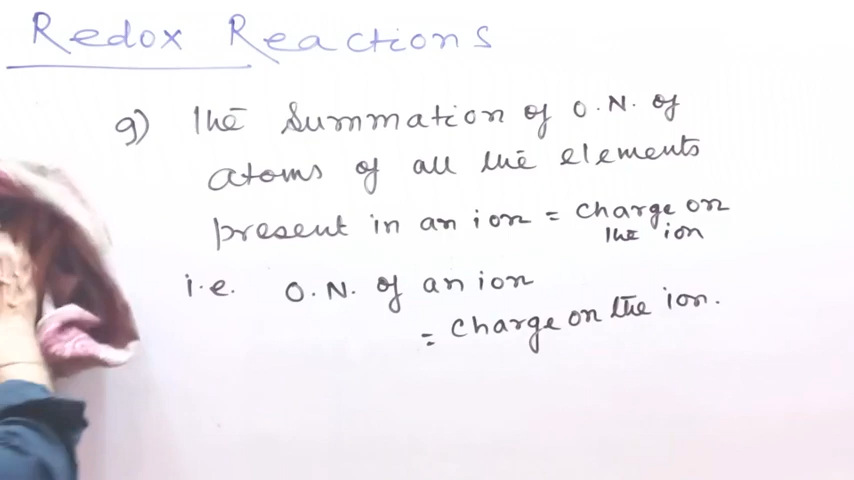 Redox Reactions
9) The Summation of O.N. of
atoms of all the elements
present in an ion = charge on
the ion
i.e. O.N. of an ion
= charge on the ion.